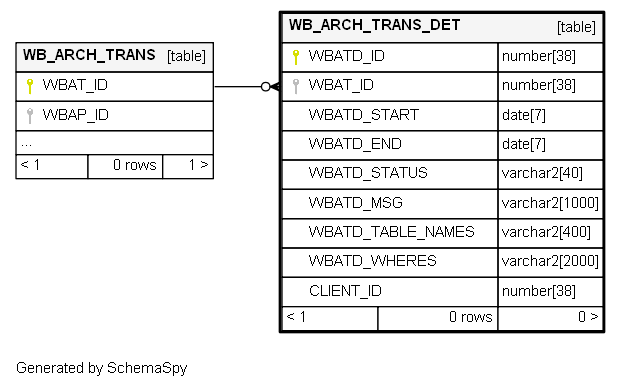 WB_ARCH_TRANS [table]
WBAT_ID
WBAP_ID
...
< 1 0 rows 1 >
WB_ARCH_TRANS_DET [table]
WBATD_ID number[38]
WBAT_ID number[38]
WBATD_START date[7]
WBATD_END date[7]
WBATD_STATUS varchar2[40]
WBATD_MSG varchar2[1000]
WBATD_TABLE_NAMES varchar2[400]
WBATD_WHERES varchar2[2000]
CLIENT_ID number[38]
< 1 0 rows 0 >
Generated by SchemaSpy